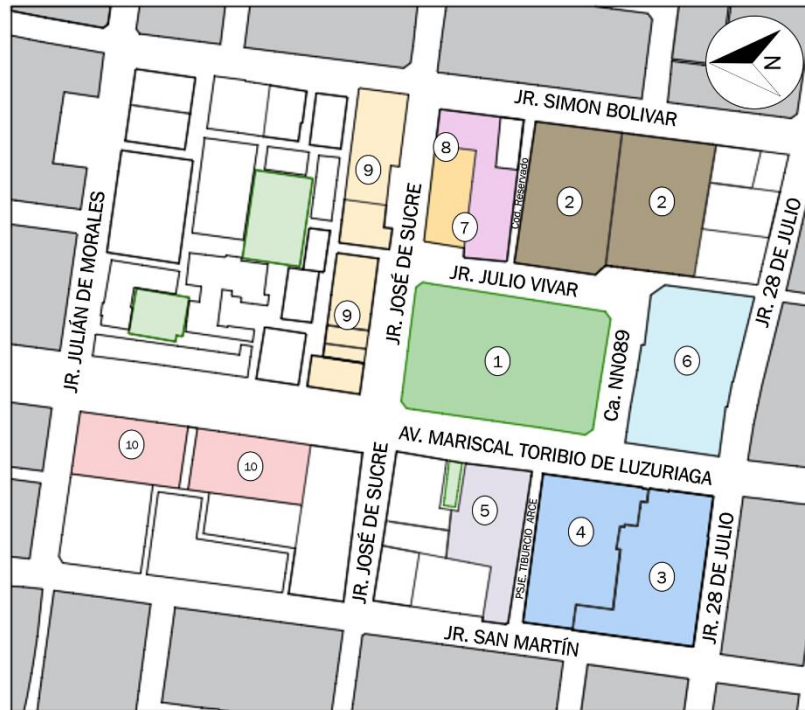 N
JR. SIMON BOLIVAR
8
9
2
2
Cod. Reservado
JR. JOSÉ DE SUCRE
7
JR. JULIÁN DE MORALES
JR. JULIO VIVAR
JR. 28 DE JULIO
9
1
Ca. NN089
6
AV. MARISCAL TORIBIO DE LUZURIAGA
10
10
JR. JOSÉ DE SUCRE
5
PSJE. TIBURCIO ARCE
4
3
JR. 28 DE JULIO
JR. SAN MARTÍN